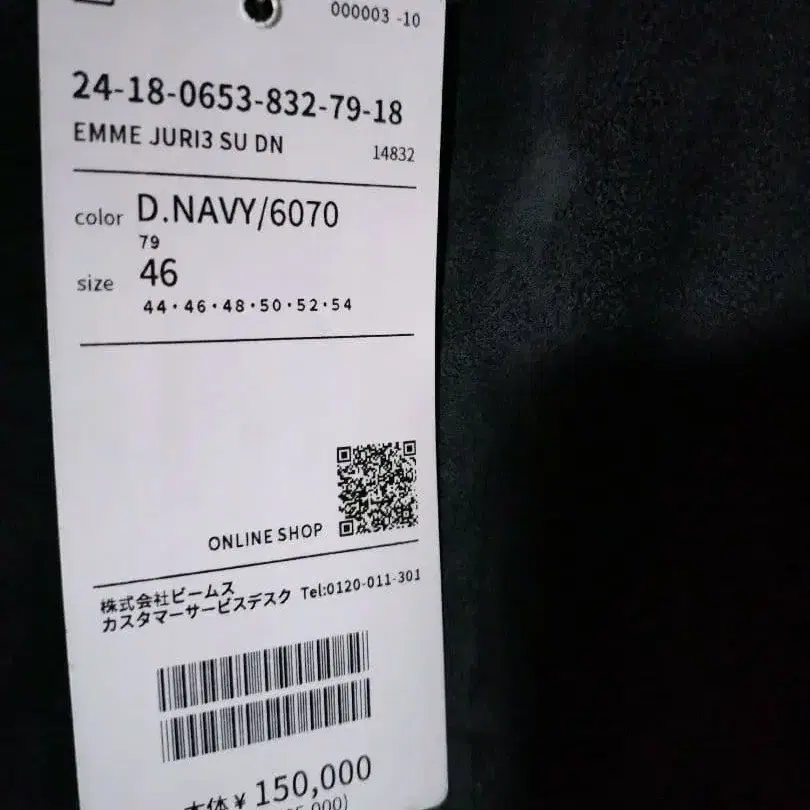 000003 -10
24-18-0653-832-79-18
EMME JURI3 SU DN 14832
color D.NAVY/6070
79
size 46
44・46・48・50・52・54
ONLINE SHOP
株式会社ビームス
カスタマーサービスデスク Tel:0120-011-301
本体¥ 150,000